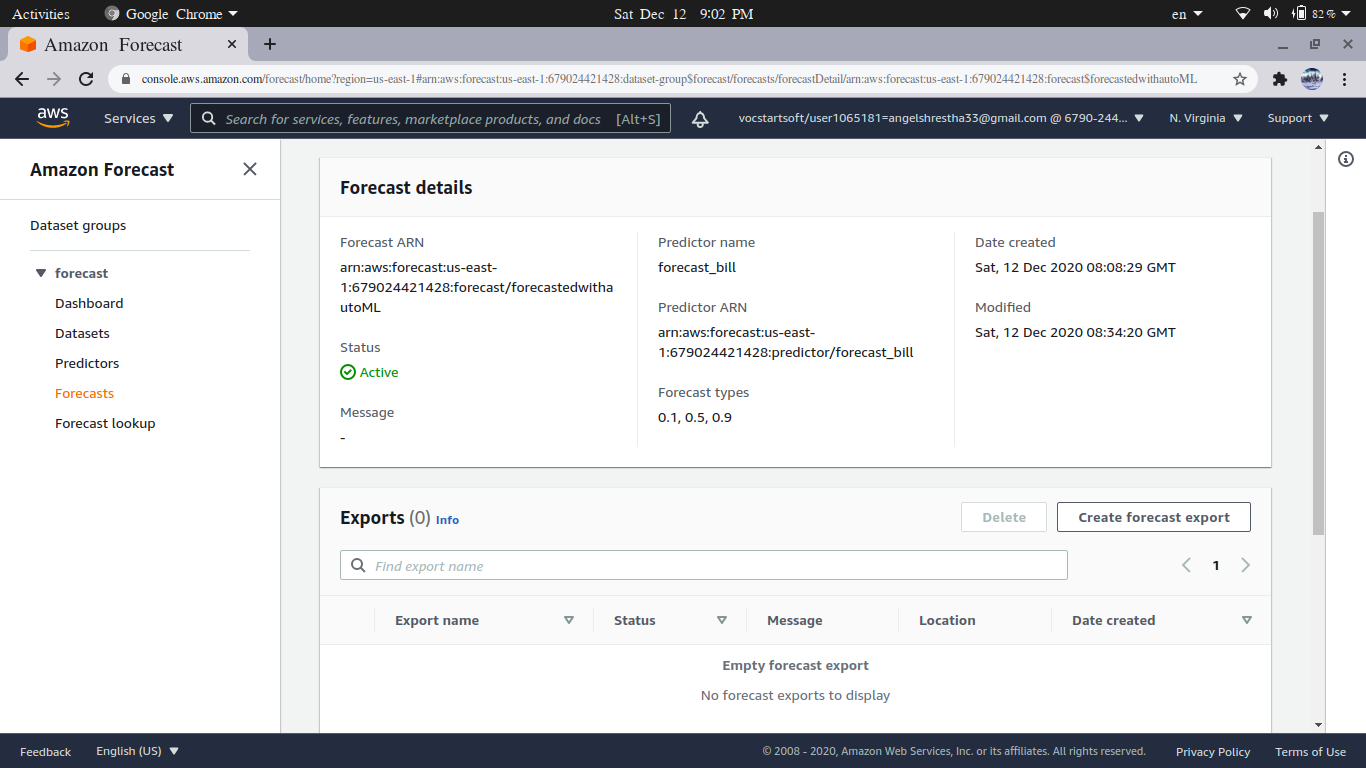 Activities
Google Chrome
Sat Dec 12 9:02 PM
en
82 %
Amazon Forecast
console.aws.amazon.com/forecast/home?region=us-east-1#arn:aws:forecast:us-east-1:679024421428:dataset-group$forecast/forecasts/forecastDetail/arn:aws:forecast:us-east-1:679024421428:forecast$forecastedwithautoML
aws
Services
Search for services, features, marketplace products, and docs [Alt+S]
vocstartsoft/user1065181=angelshrestha33@gmail.com @ 6790-244...
N. Virginia
Support
Amazon Forecast
Dataset groups
forecast
Dashboard
Datasets
Predictors
Forecasts
Forecast lookup
Forecast details
Forecast ARN
arn:aws:forecast:us-east-
1:679024421428:forecast/forecastedwitha
utoML
Status
Active
Message
-
Predictor name
forecast_bill
Predictor ARN
arn:aws:forecast:us-east-
1:679024421428:predictor/forecast_bill
Forecast types
0.1, 0.5, 0.9
Date created
Sat, 12 Dec 2020 08:08:29 GMT
Modified
Sat, 12 Dec 2020 08:34:20 GMT
Exports (0) Info
Delete
Create forecast export
Find export name
1
Export name
Status
Message
Location
Date created
Empty forecast export
No forecast exports to display
Feedback
English (US)
© 2008 - 2020, Amazon Web Services, Inc. or its affiliates. All rights reserved.
Privacy Policy
Terms of Use